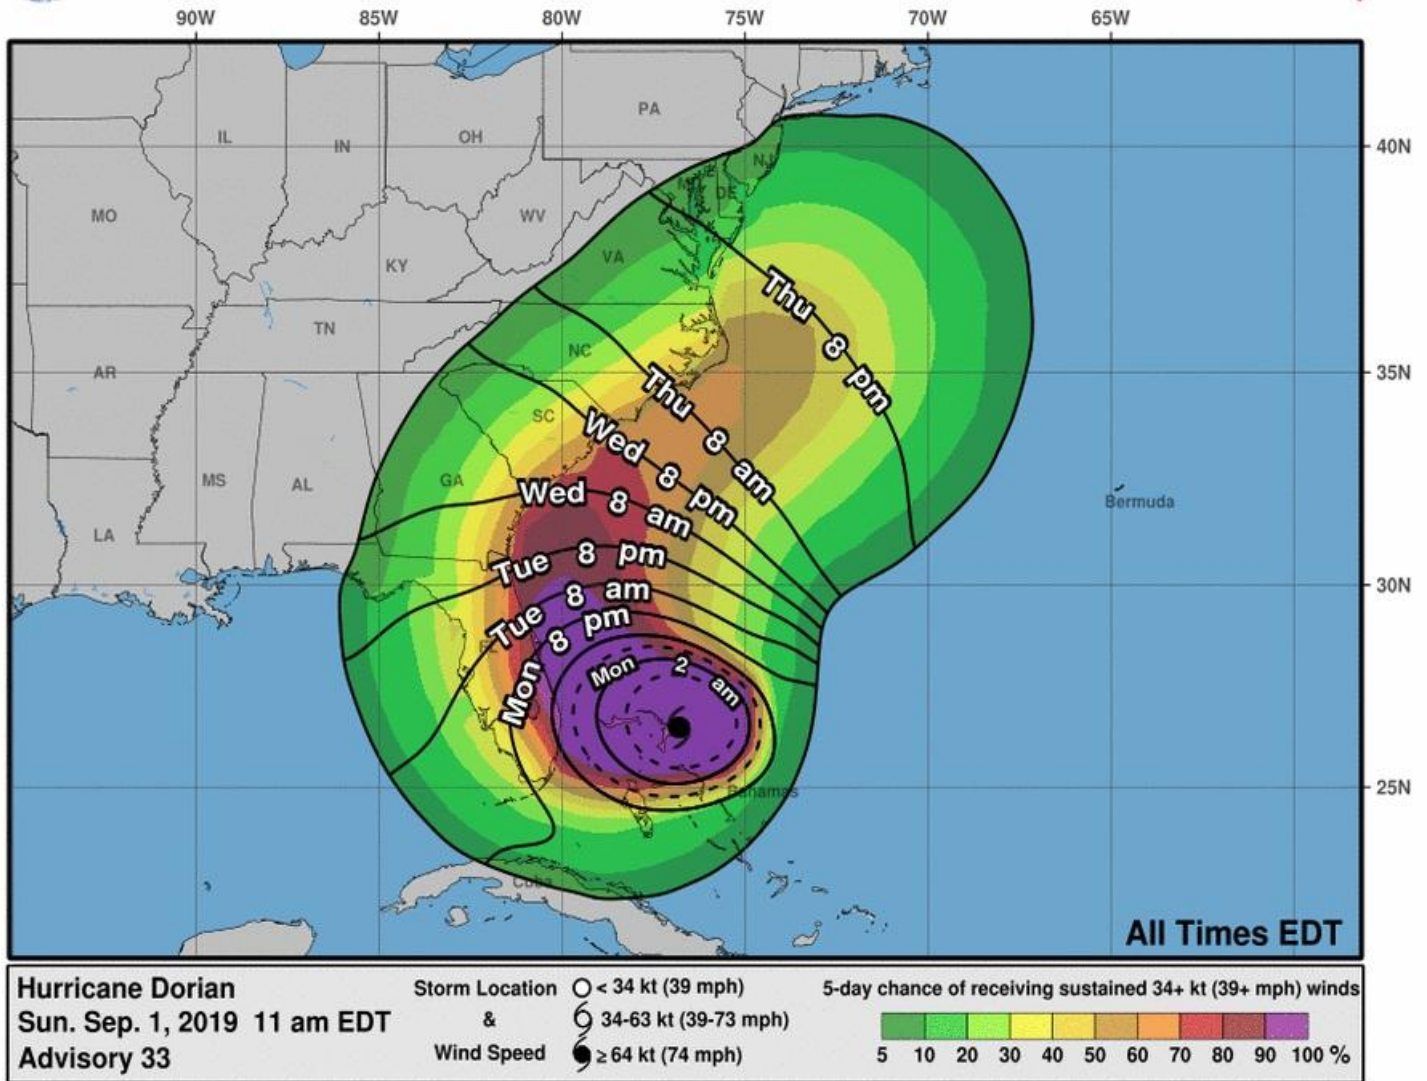 90W 85W 80W 75W 70W 65W
PA
IL
IN
OH
40N
NJ
DE
MO
WV
VA
KY
Thu 8 pm
TN
NC
AR
35N
Thu 8 am
SC
Wed 8 pm
GA
MS
AL
Wed 8 am
Bermuda
LA
Tue 8 pm
30N
Tue 8 am
Mon 8 pm
Mon 2 am
25N
Bahamas
Cuba
All Times EDT
Hurricane Dorian
Sun. Sep. 1, 2019 11 am EDT
Advisory 33
Storm Location
&
Wind Speed
< 34 kt (39 mph)
34-63 kt (39-73 mph)
≥ 64 kt (74 mph)
5-day chance of receiving sustained 34+ kt (39+ mph) winds
5 10 20 30 40 50 60 70 80 90 100 %